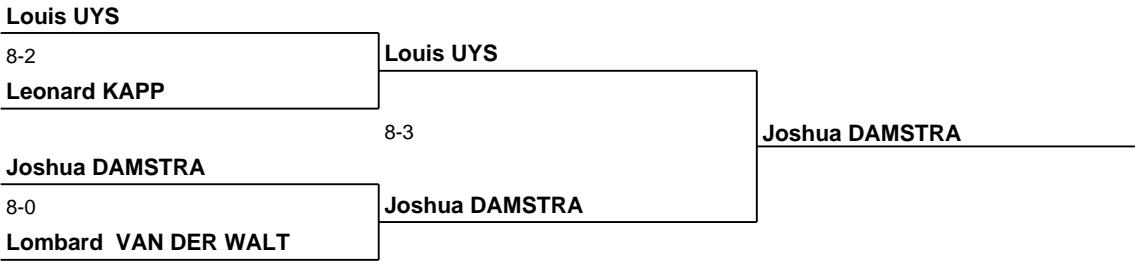 Louis UYS
8-2
Louis UYS
Leonard KAPP
8-3
Joshua DAMSTRA
Joshua DAMSTRA
8-0
Joshua DAMSTRA
Lombard  VAN DER WALT